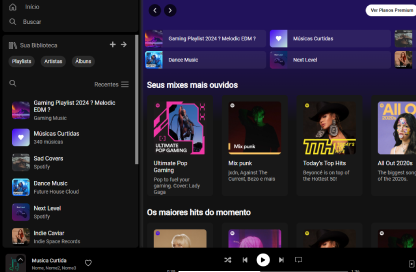 Início
Buscar
Sua Biblioteca
Playlists
Artistas
Álbuns
Recentes
Gaming Playlist 2024 ? Melodic
EDM ?
Gaming Music
Músicas Curtidas
340 músicas
Sad Covers
Spotify
Dance Music
Future House Cloud
Next Level
Spotify
Indie Caviar
Indie Space Records
Ver Planos Premium
Gaming Playlist 2024 ? Melodic EDM ?
Músicas Curtidas
Dance Music
Next Level
Seus mixes mais ouvidos
ULTIMATE
POP GAMING
Ultimate Pop
Gaming
Pop to fuel your
gaming. Cover: Lady
Gaga
Mix punk
Mix punk
Current, Bezo e mais
TTH
Today's Top Hits
Beyoncé is on top of
the Hottest 50!
ALL O
2020s
All Out 2020s
The biggest song
of the 2020s.
Os maiores hits do momento
Musica Curtida
Nome, Nome2, Nome3